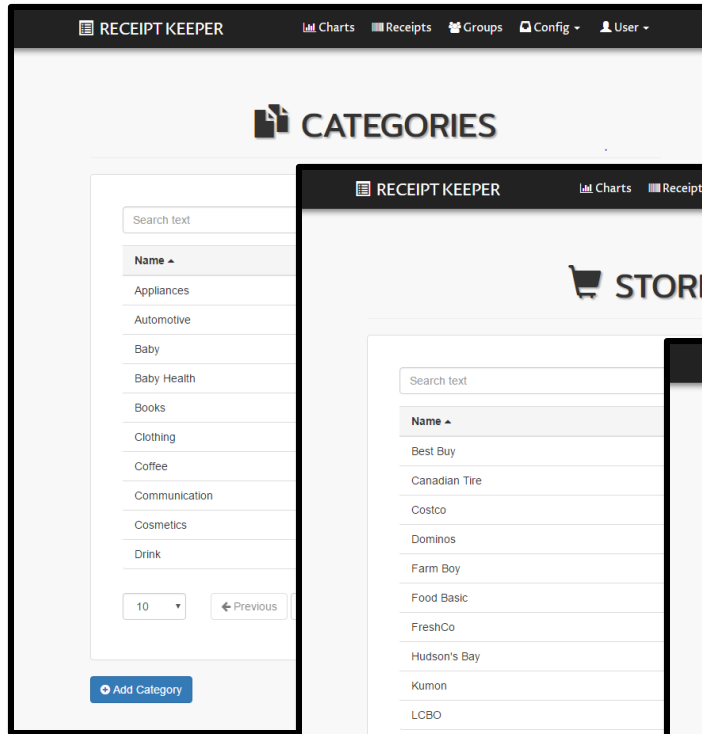 RECEIPT KEEPER Charts Receipts Groups Config User
CATEGORIES
Search text
Name
Appliances
Automotive
Baby
Baby Health
Books
Clothing
Coffee
Communication
Cosmetics
Drink
10 Previous
Add Category
RECEIPT KEEPER Charts Receipt
STOR
Search text
Name
Best Buy
Canadian Tire
Costco
Dominos
Farm Boy
Food Basic
FreshCo
Hudson's Bay
Kumon
LCBO